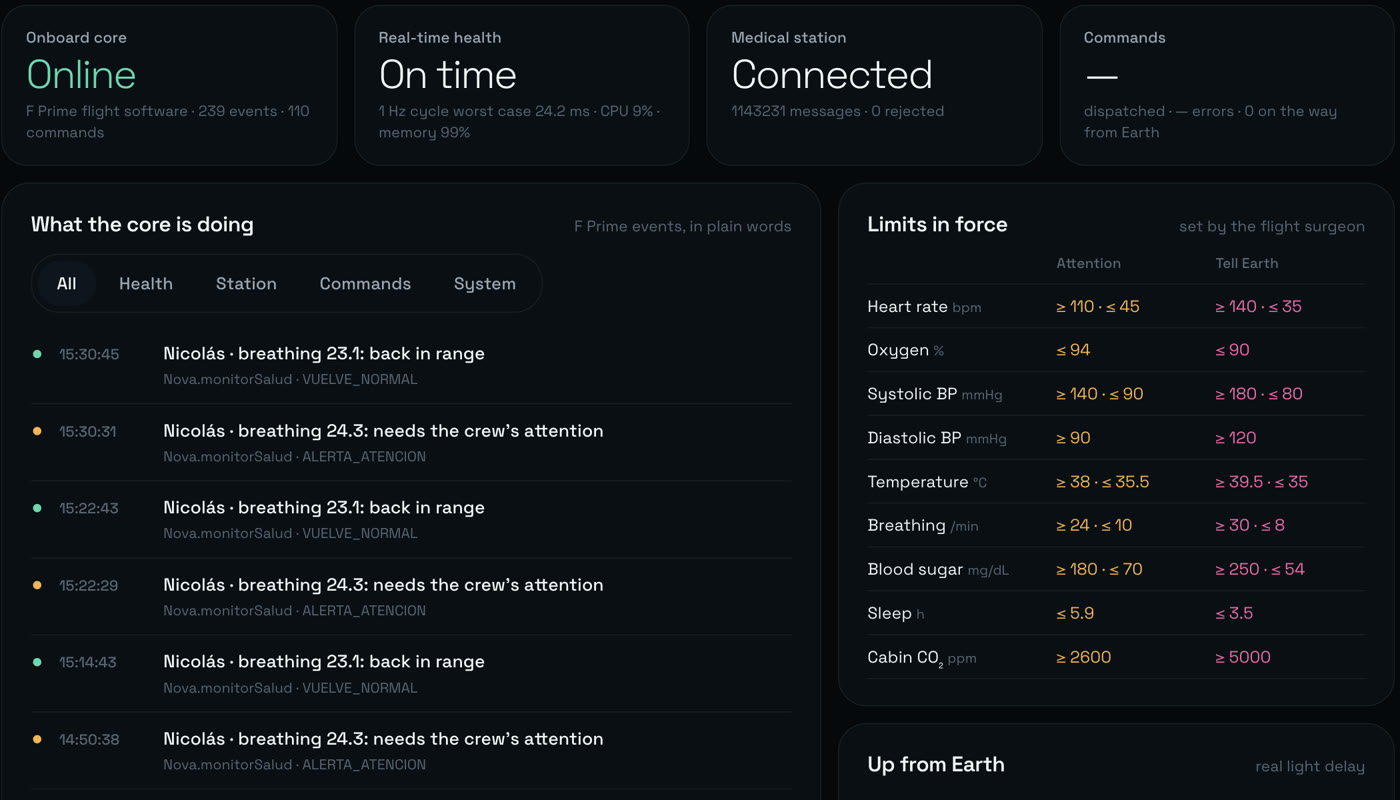 Onboard core
Online
F Prime flight software · 239 events · 110
commands
Real-time health
On time
1 Hz cycle worst case 24.2 ms · CPU 9% ·
memory 99%
Medical station
Connected
1143231 messages · 0 rejected
Commands
—
dispatched · — errors · 0 on the way
from Earth
What the core is doing
F Prime events, in plain words
All Health Station Commands System
15:30:45 Nicolás · breathing 23.1: back in range
Nova.monitorSalud · VUELVE_NORMAL
15:30:31 Nicolás · breathing 24.3: needs the crew's attention
Nova.monitorSalud · ALERTA_ATENCION
15:22:43 Nicolás · breathing 23.1: back in range
Nova.monitorSalud · VUELVE_NORMAL
15:22:29 Nicolás · breathing 24.3: needs the crew's attention
Nova.monitorSalud · ALERTA_ATENCION
15:14:43 Nicolás · breathing 23.1: back in range
Nova.monitorSalud · VUELVE_NORMAL
14:50:38 Nicolás · breathing 24.3: needs the crew's attention
Nova.monitorSalud · ALERTA_ATENCION
Limits in force
set by the flight surgeon
Attention Tell Earth
Heart rate bpm ≥ 110 · ≤ 45 ≥ 140 · ≤ 35
Oxygen % ≤ 94 ≤ 90
Systolic BP mmHg ≥ 140 · ≤ 90 ≥ 180 · ≤ 80
Diastolic BP mmHg ≥ 90 ≥ 120
Temperature °C ≥ 38 · ≤ 35.5 ≥ 39.5 · ≤ 35
Breathing /min ≥ 24 · ≤ 10 ≥ 30 · ≤ 8
Blood sugar mg/dL ≥ 180 · ≤ 70 ≥ 250 · ≤ 54
Sleep h ≤ 5.9 ≤ 3.5
Cabin CO₂ ppm ≥ 2600 ≥ 5000
Up from Earth
real light delay